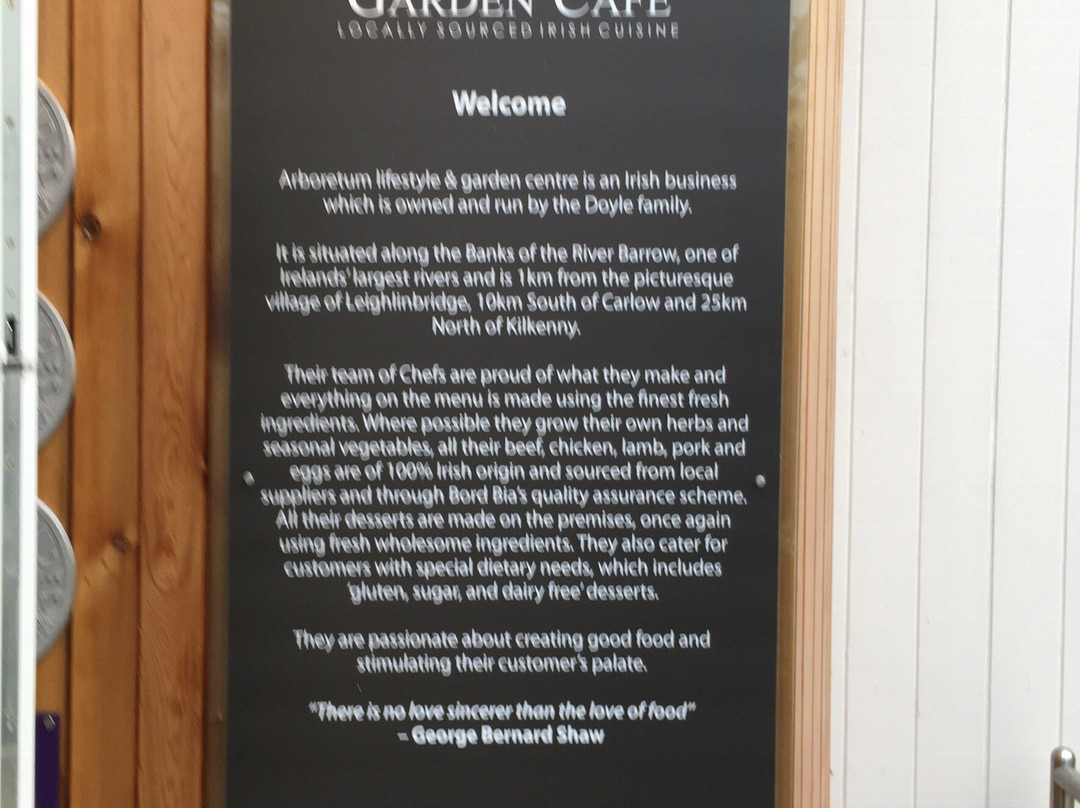 GARDEN CAFE
LOCALLY SOURCED IRISH CUISINE
Welcome
Arboretum lifestyle & garden centre is an Irish business
which is owned and run by the Doyle family.
It is situated along the Banks of the River Barrow, one of
Irelands' largest rivers and is 1km from the picturesque
village of Leighlinbridge, 10km South of Carlow and 25km
North of Kilkenny.
Their team of Chefs are proud of what they make and
everything on the menu is made using the finest fresh
ingredients. Where possible they grow their own herbs and
seasonal vegetables, all their beef, chicken, lamb, pork and
eggs are of 100% Irish origin and sourced from local
suppliers and through Bord Bia's quality assurance scheme.
All their desserts are made on the premises, once again
using fresh wholesome ingredients. They also cater for
customers with special dietary needs, which includes
'gluten, sugar, and dairy free' desserts.
They are passionate about creating good food and
stimulating their customer's palate.
"There is no love sincerer than the love of food"
– George Bernard Shaw